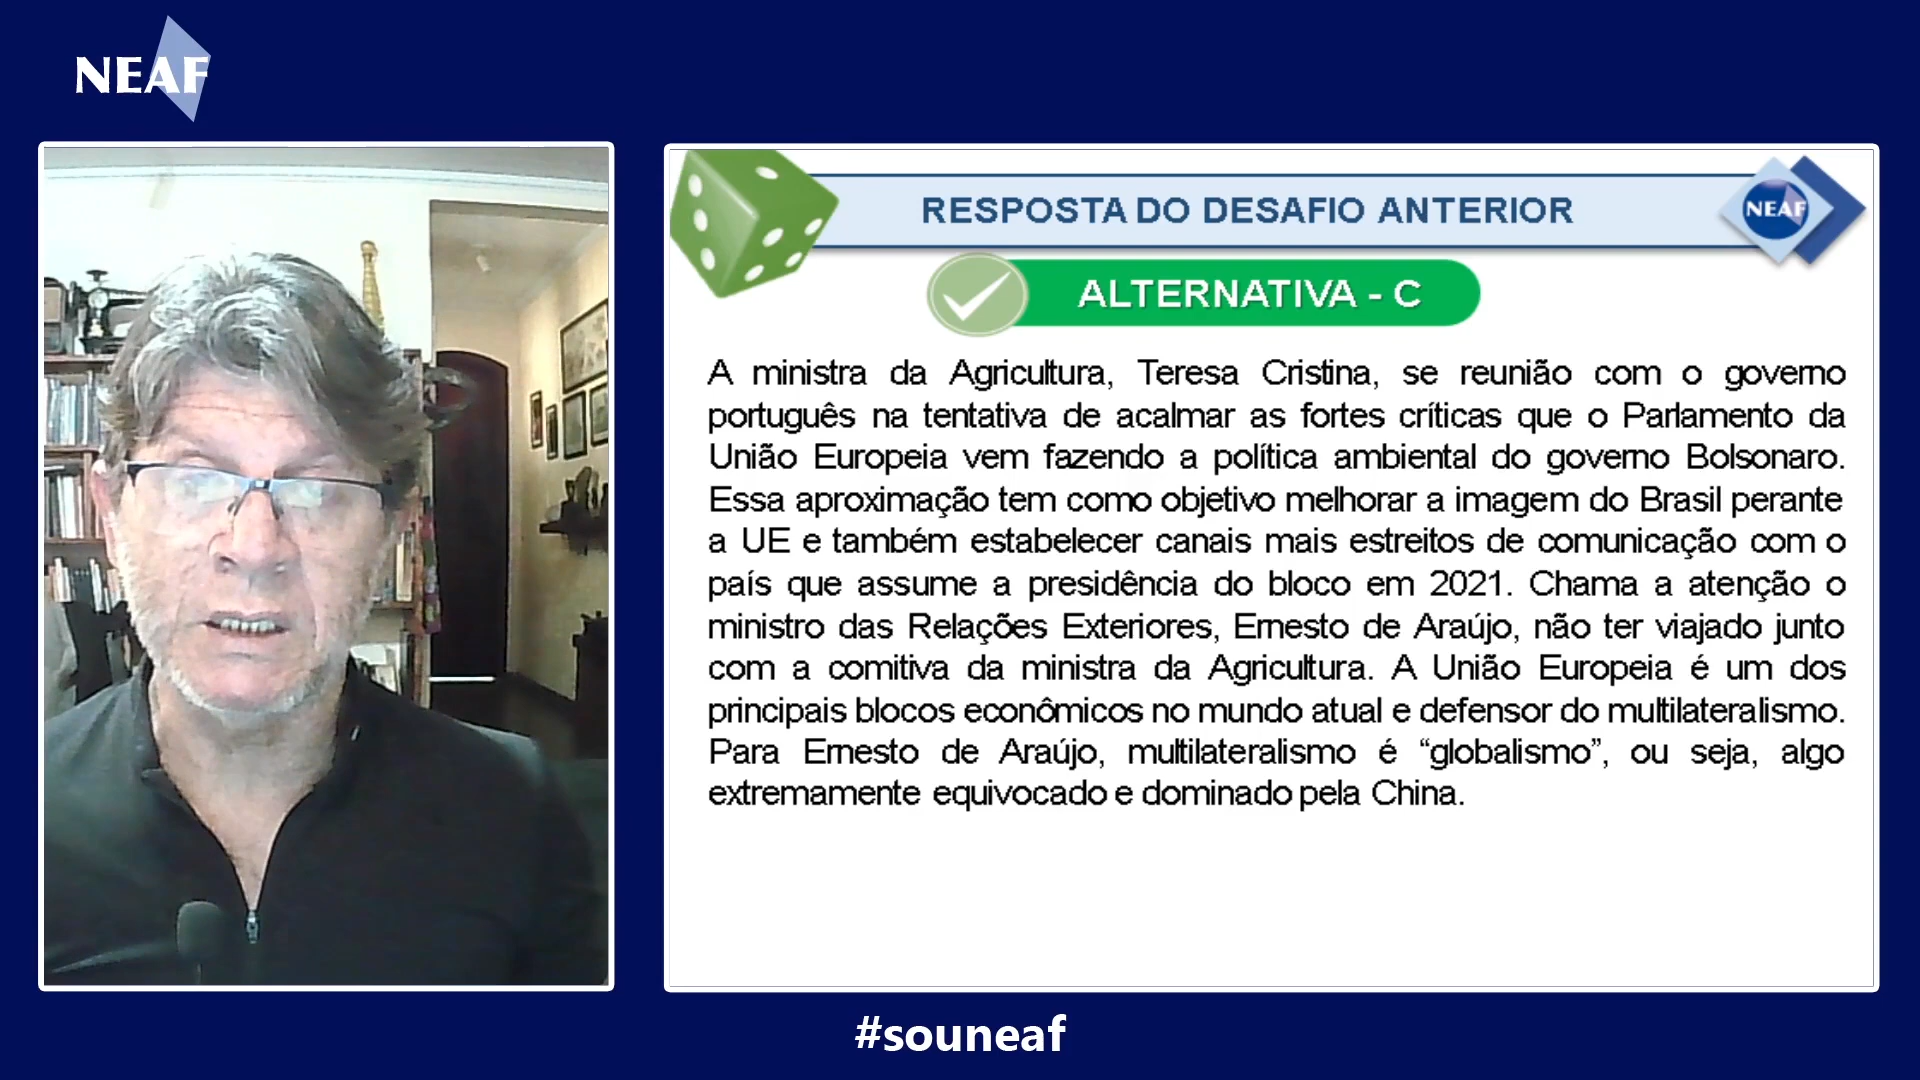 NEAF
RESPOSTA DO DESAFIO ANTERIOR
NEAF
ALTERNATIVA - C
A ministra da Agricultura, Teresa Cristina, se reunião com o governo
português na tentativa de acalmar as fortes críticas que o Parlamento da
União Europeia vem fazendo a política ambiental do governo Bolsonaro.
Essa aproximação tem como objetivo melhorar a imagem do Brasil perante
a UE e também estabelecer canais mais estreitos de comunicação com o
país que assume a presidência do bloco em 2021. Chama a atenção o
ministro das Relações Exteriores, Ernesto de Araújo, não ter viajado junto
com a comitiva da ministra da Agricultura. A União Europeia é um dos
principais blocos econômicos no mundo atual e defensor do multilateralismo.
Para Ernesto de Araújo, multilateralismo é “globalismo”, ou seja, algo
extremamente equivocado e dominado pela China.
#souneaf